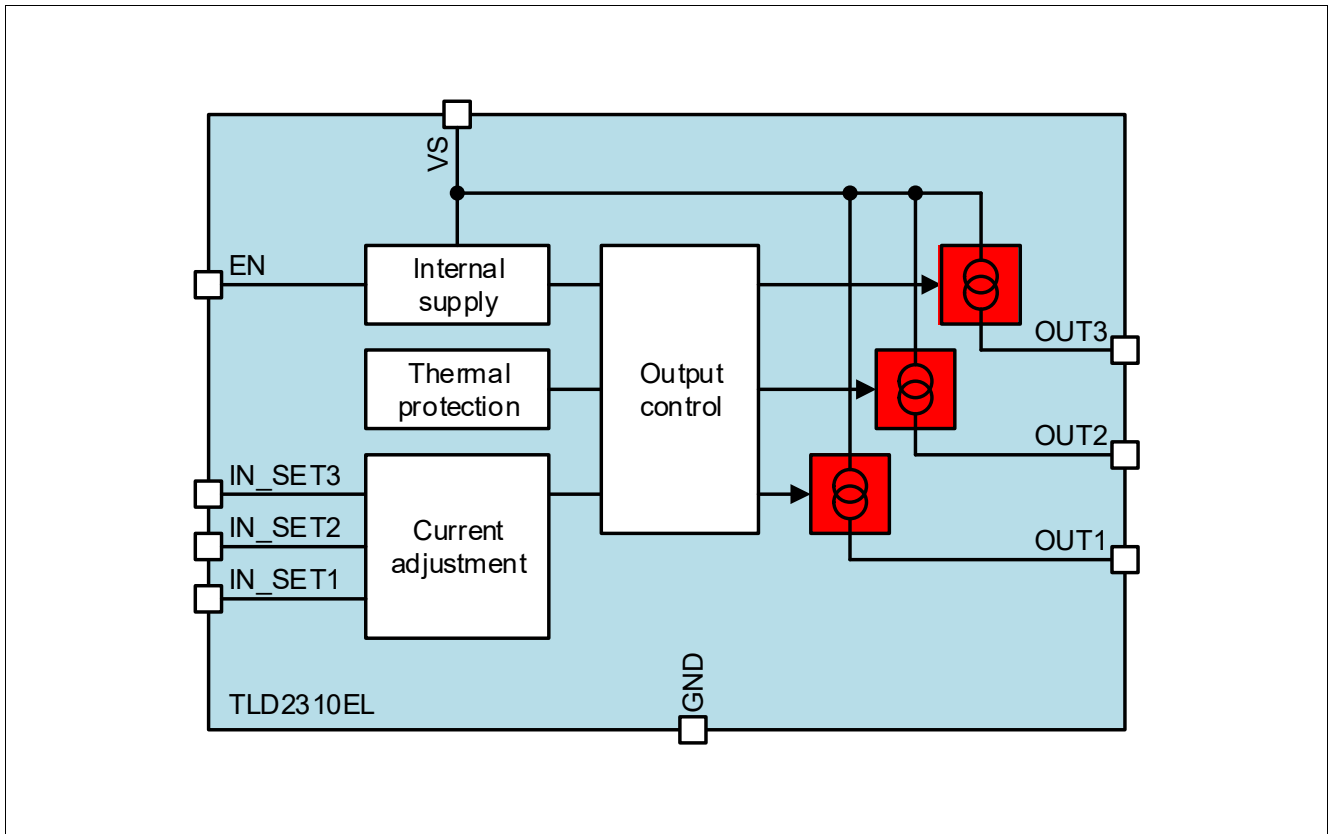 VS
EN
Internal
supply
Thermal
protection
Output
control
OUT3
OUT2
OUT1
IN_SET3
IN_SET2
IN_SET1
Current
adjustment
TLD2310EL
GND